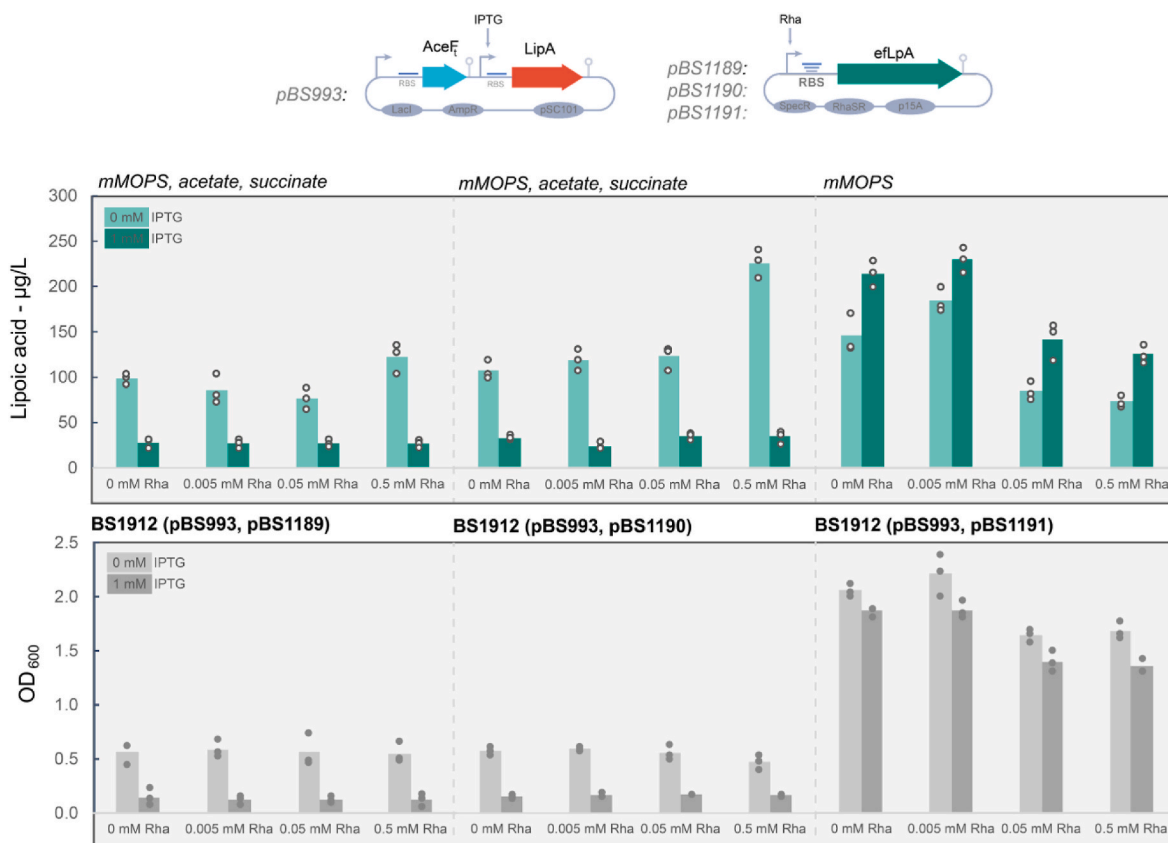 IPTG
AceFt LipA
RBS RBS
pBS993:
LacI AmpR pSC101
Rha
efLpA
pBS1189:
pBS1190:
pBS1191:
RBS
SpecR RhaSR p15A
mMOPS, acetate, succinate mMOPS, acetate, succinate mMOPS
Lipoic acid - µg/L
300
250
200
150
100
50
0
0 mM IPTG
1 mM IPTG
0 mM Rha 0.005 mM Rha 0.05 mM Rha 0.5 mM Rha 0 mM Rha 0.005 mM Rha 0.05 mM Rha 0.5 mM Rha 0 mM Rha 0.005 mM Rha 0.05 mM Rha 0.5 mM Rha
BS1912 (pBS993, pBS1189) BS1912 (pBS993, pBS1190) BS1912 (pBS993, pBS1191)
OD600
2.5
2.0
1.5
1.0
0.5
0.0
0 mM IPTG
1 mM IPTG
0 mM Rha 0.005 mM Rha 0.05 mM Rha 0.5 mM Rha 0 mM Rha 0.005 mM Rha 0.05 mM Rha 0.5 mM Rha 0 mM Rha 0.005 mM Rha 0.05 mM Rha 0.5 mM Rha